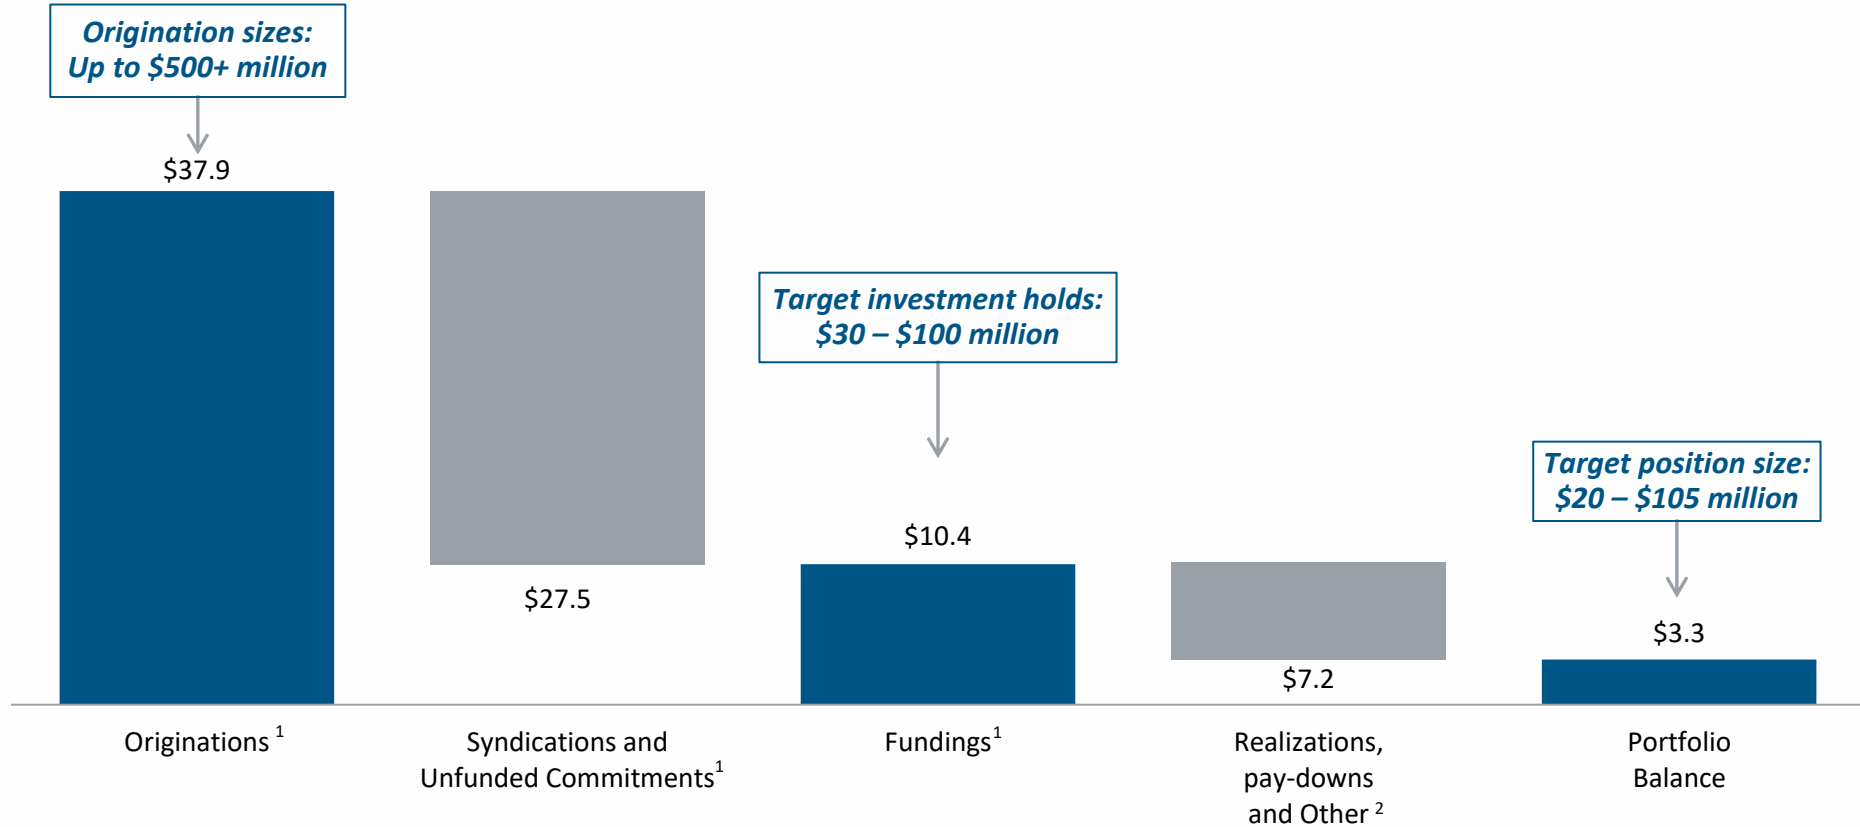 Origination sizes:
Up to $500+ million
$37.9
$27.5
Target investment holds:
$30 – $100 million
$10.4
$7.2
Target position size:
$20 – $105 million
$3.3
Originations 1
Syndications and
Unfunded Commitments1
Fundings1
Realizations,
pay-downs
and Other 2
Portfolio
Balance